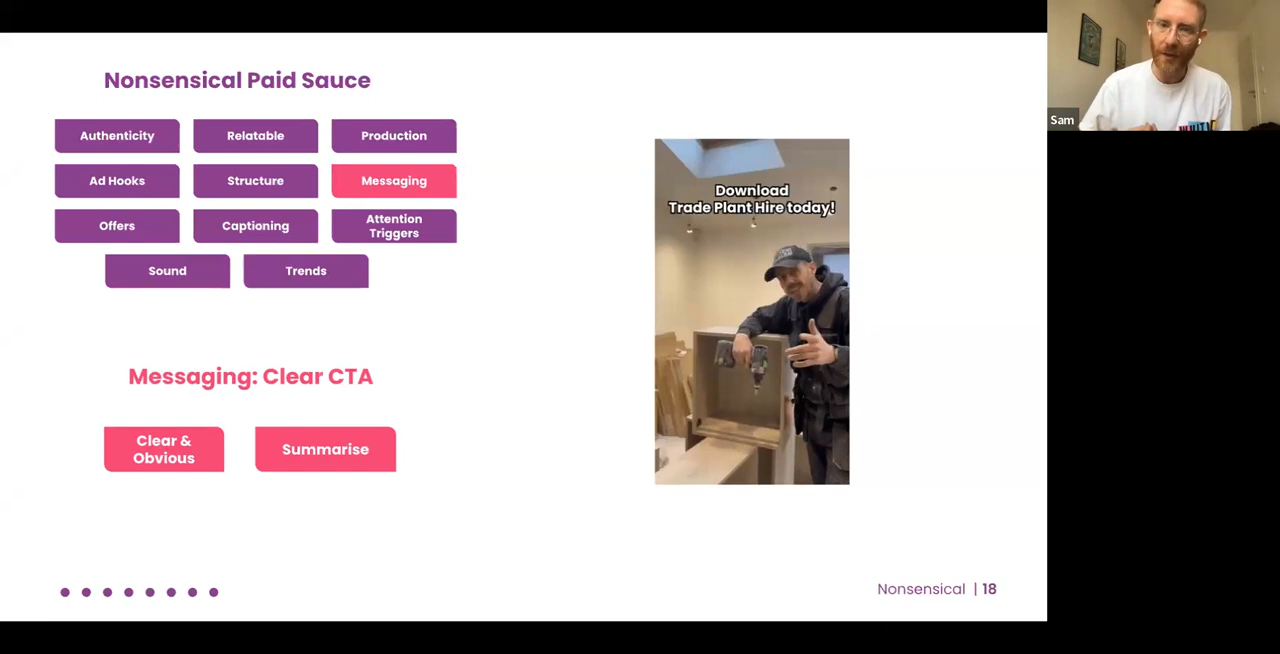 Nonsensical Paid Sauce
Authenticity
Relatable
Production
Ad Hooks
Structure
Messaging
Offers
Captioning
Attention
Triggers
Sound
Trends
Messaging: Clear CTA
Clear &
Obvious
Summarise
Download
Trade Plant Hire today!
Nonsensical | 18
Sam